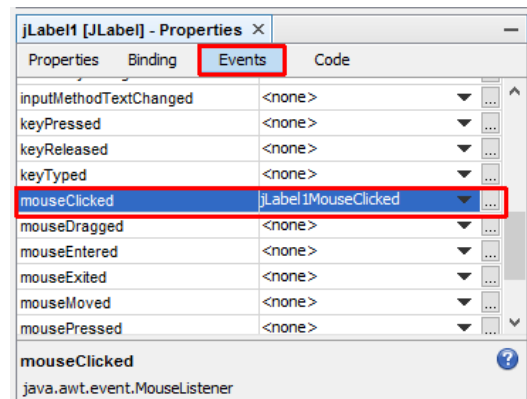 jLabel1 [JLabel] - Properties ×
Properties Binding Events Code
inputMethodTextChanged <none> ...
keyPressed <none> ...
keyReleased <none> ...
keyTyped <none> ...
mouseClicked jLabel1MouseClicked ...
mouseDragged <none> ...
mouseEntered <none> ...
mouseExited <none> ...
mouseMoved <none> ...
mousePressed <none> ...
mouseClicked ?
java.awt.event.MouseListener